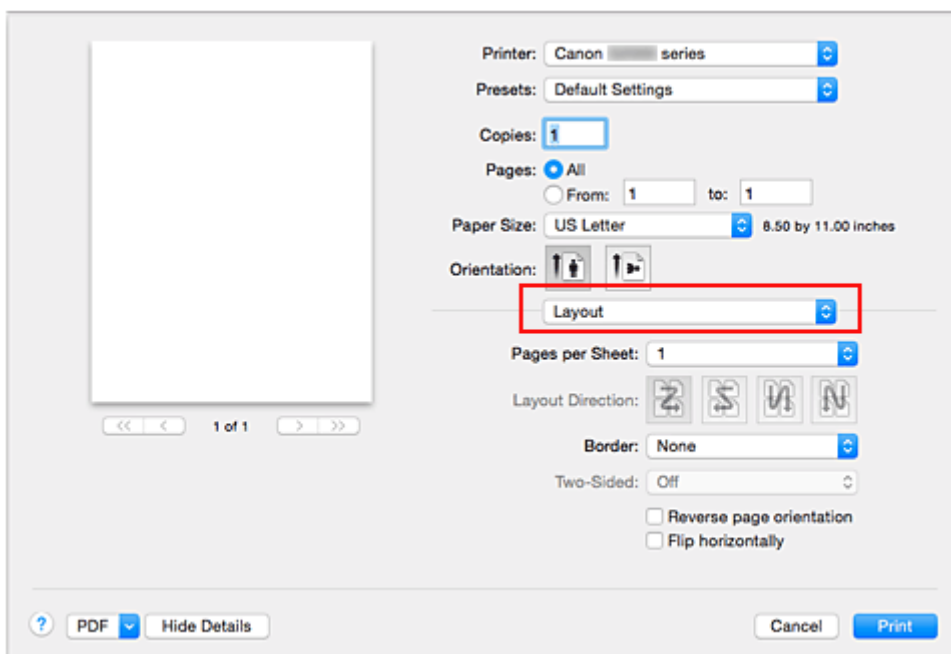 Printer: Canon series
Presets: Default Settings
Copies: 1
Pages: All
From: 1 to: 1
Paper Size: US Letter 8.50 by 11.00 inches
Orientation:
Layout
Pages per Sheet: 1
Layout Direction:
1 of 1
Border: None
Two-Sided: Off
Reverse page orientation
Flip horizontally
? PDF Hide Details Cancel Print